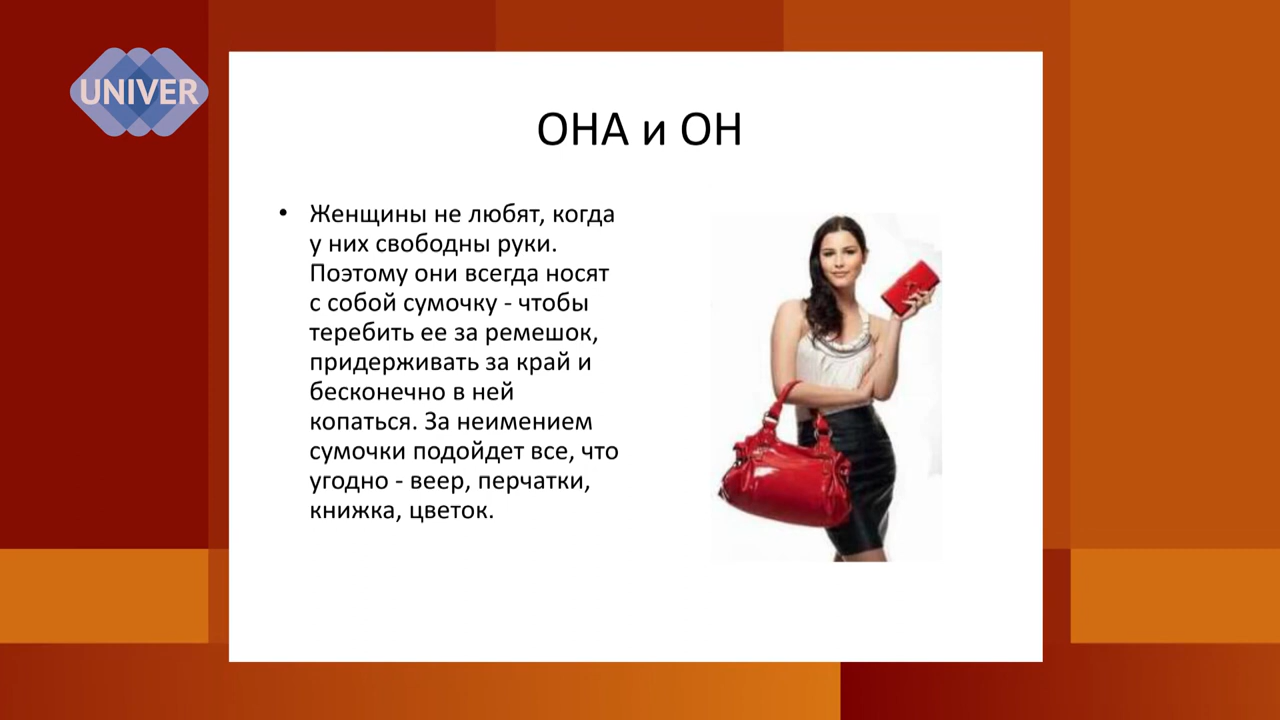 UNIVER
ОНА и ОН
• Женщины не любят, когда
у них свободны руки.
Поэтому они всегда носят
с собой сумочку - чтобы
теребить ее за ремешок,
придерживать за край и
бесконечно в ней
копаться. За неимением
сумочки подойдет все, что
угодно - веер, перчатки,
книжка, цветок.